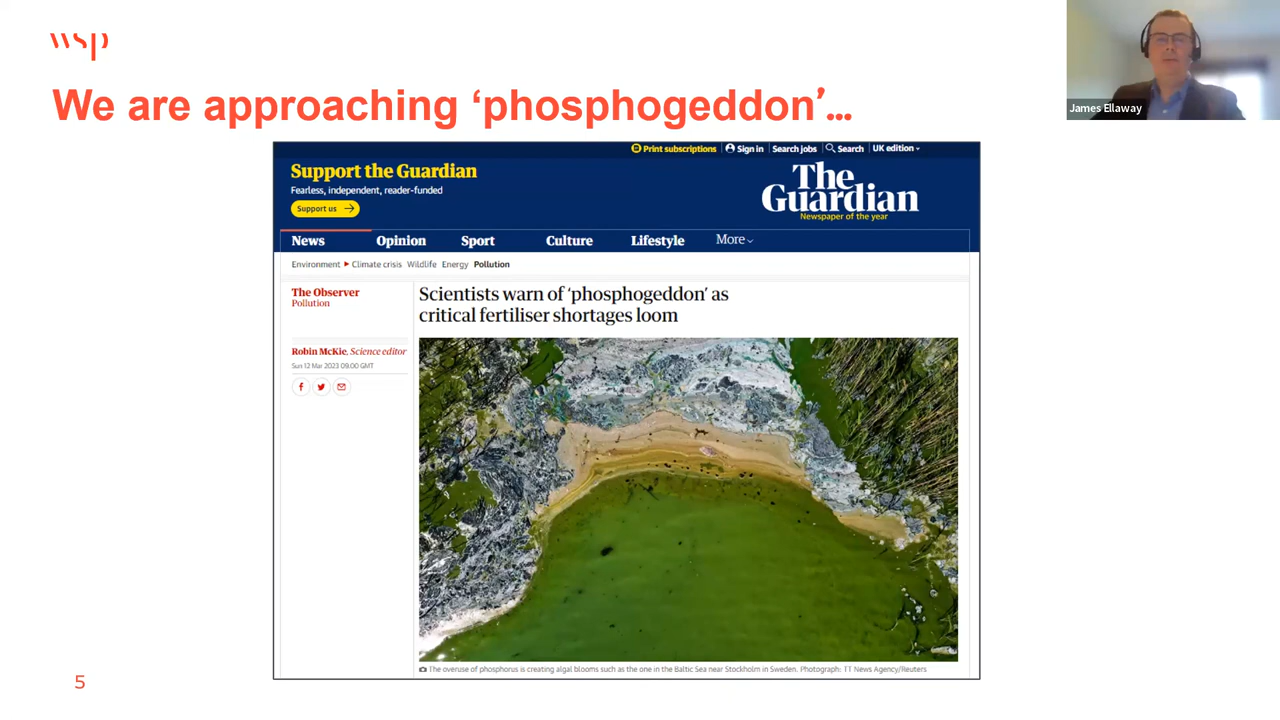 wsp
We are approaching ‘phosphogeddon’...
James Ellaway
Print subscriptions
Sign in
Search jobs
Search
UK edition
Support the Guardian
Fearless, independent, reader-funded
Support us
The
Guardian
Newspaper of the year
News
Opinion
Sport
Culture
Lifestyle
More
Environment
Climate crisis
Wildlife
Energy
Pollution
The Observer
Pollution
Scientists warn of ‘phosphogeddon’ as
critical fertiliser shortages loom
Robin McKie, Science editor
Sun 12 Mar 2023 09.00 GMT
The overuse of phosphorus is creating algal blooms such as the one in the Baltic Sea near Stockholm in Sweden. Photograph: TT News Agency/Reuters
5